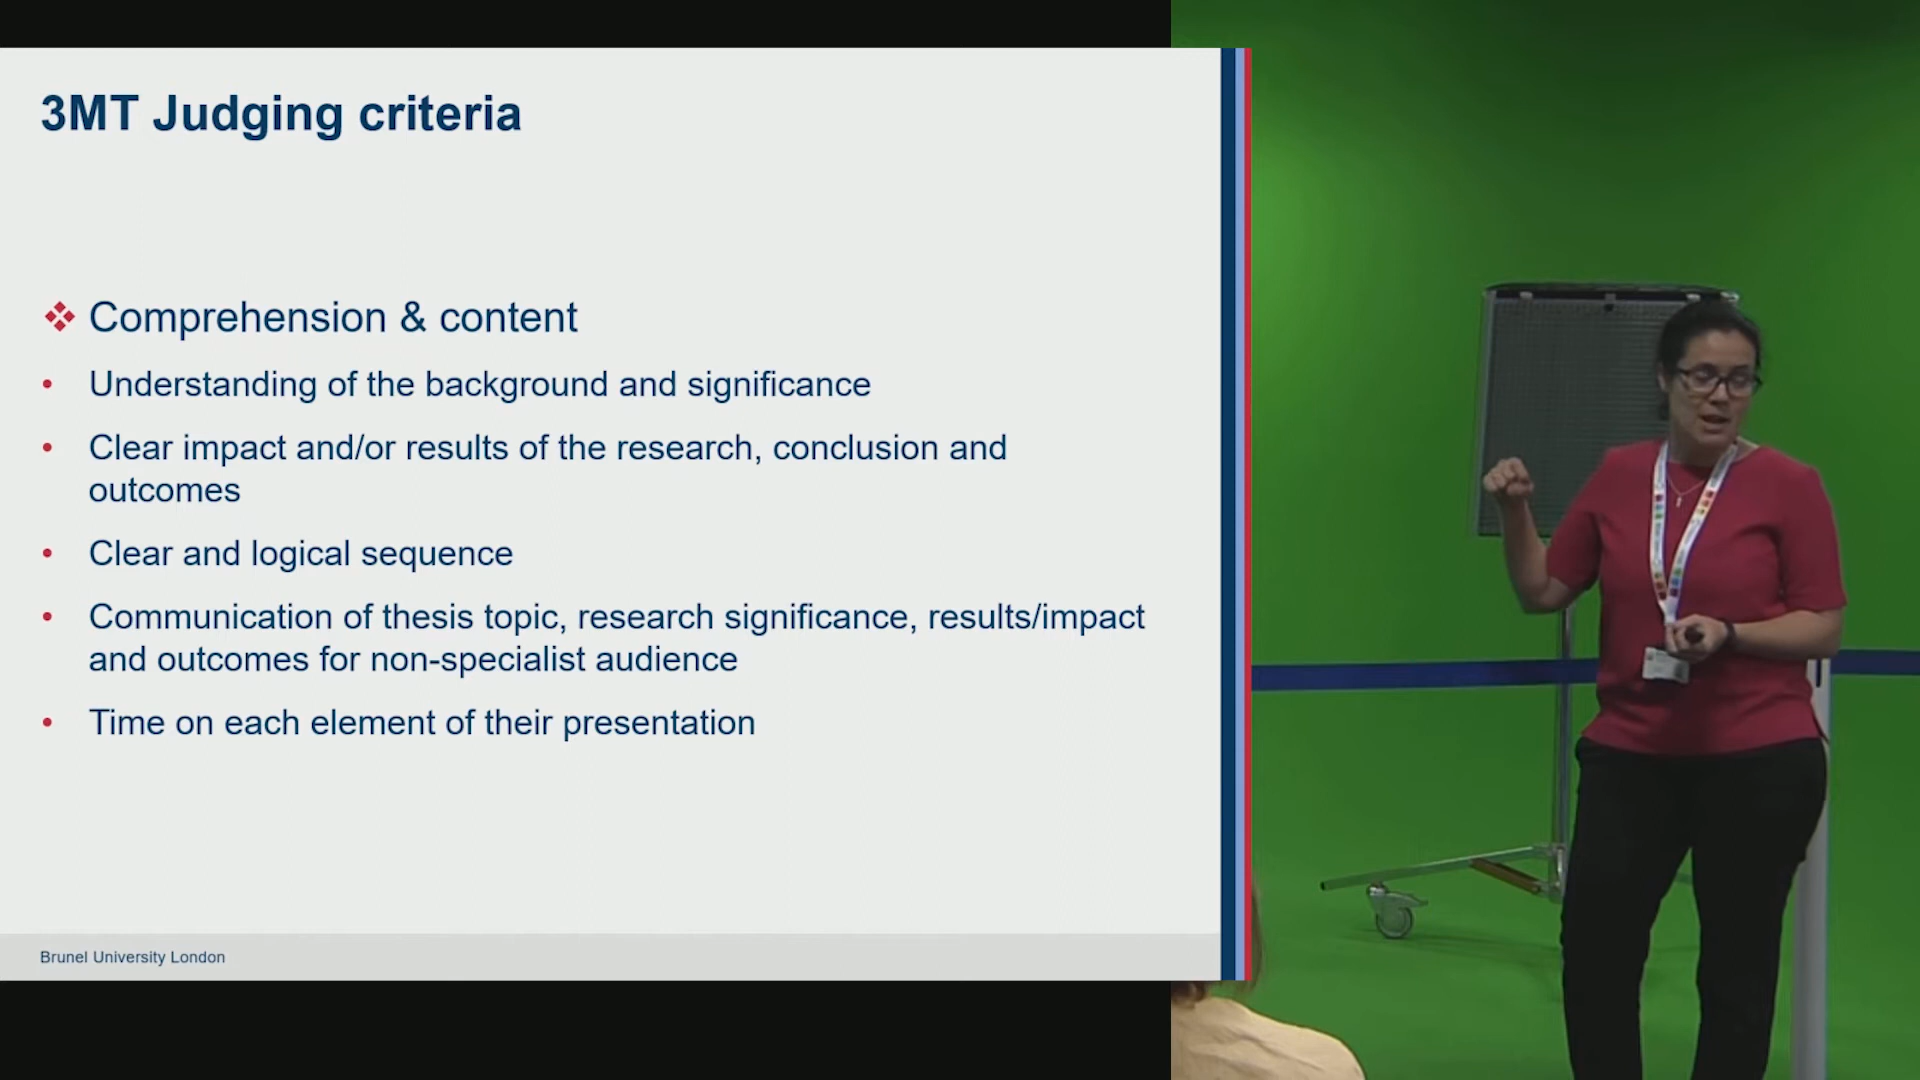 3MT Judging criteria
Comprehension & content
Understanding of the background and significance
Clear impact and/or results of the research, conclusion and
outcomes
Clear and logical sequence
Communication of thesis topic, research significance, results/impact
and outcomes for non-specialist audience
Time on each element of their presentation
Brunel University London